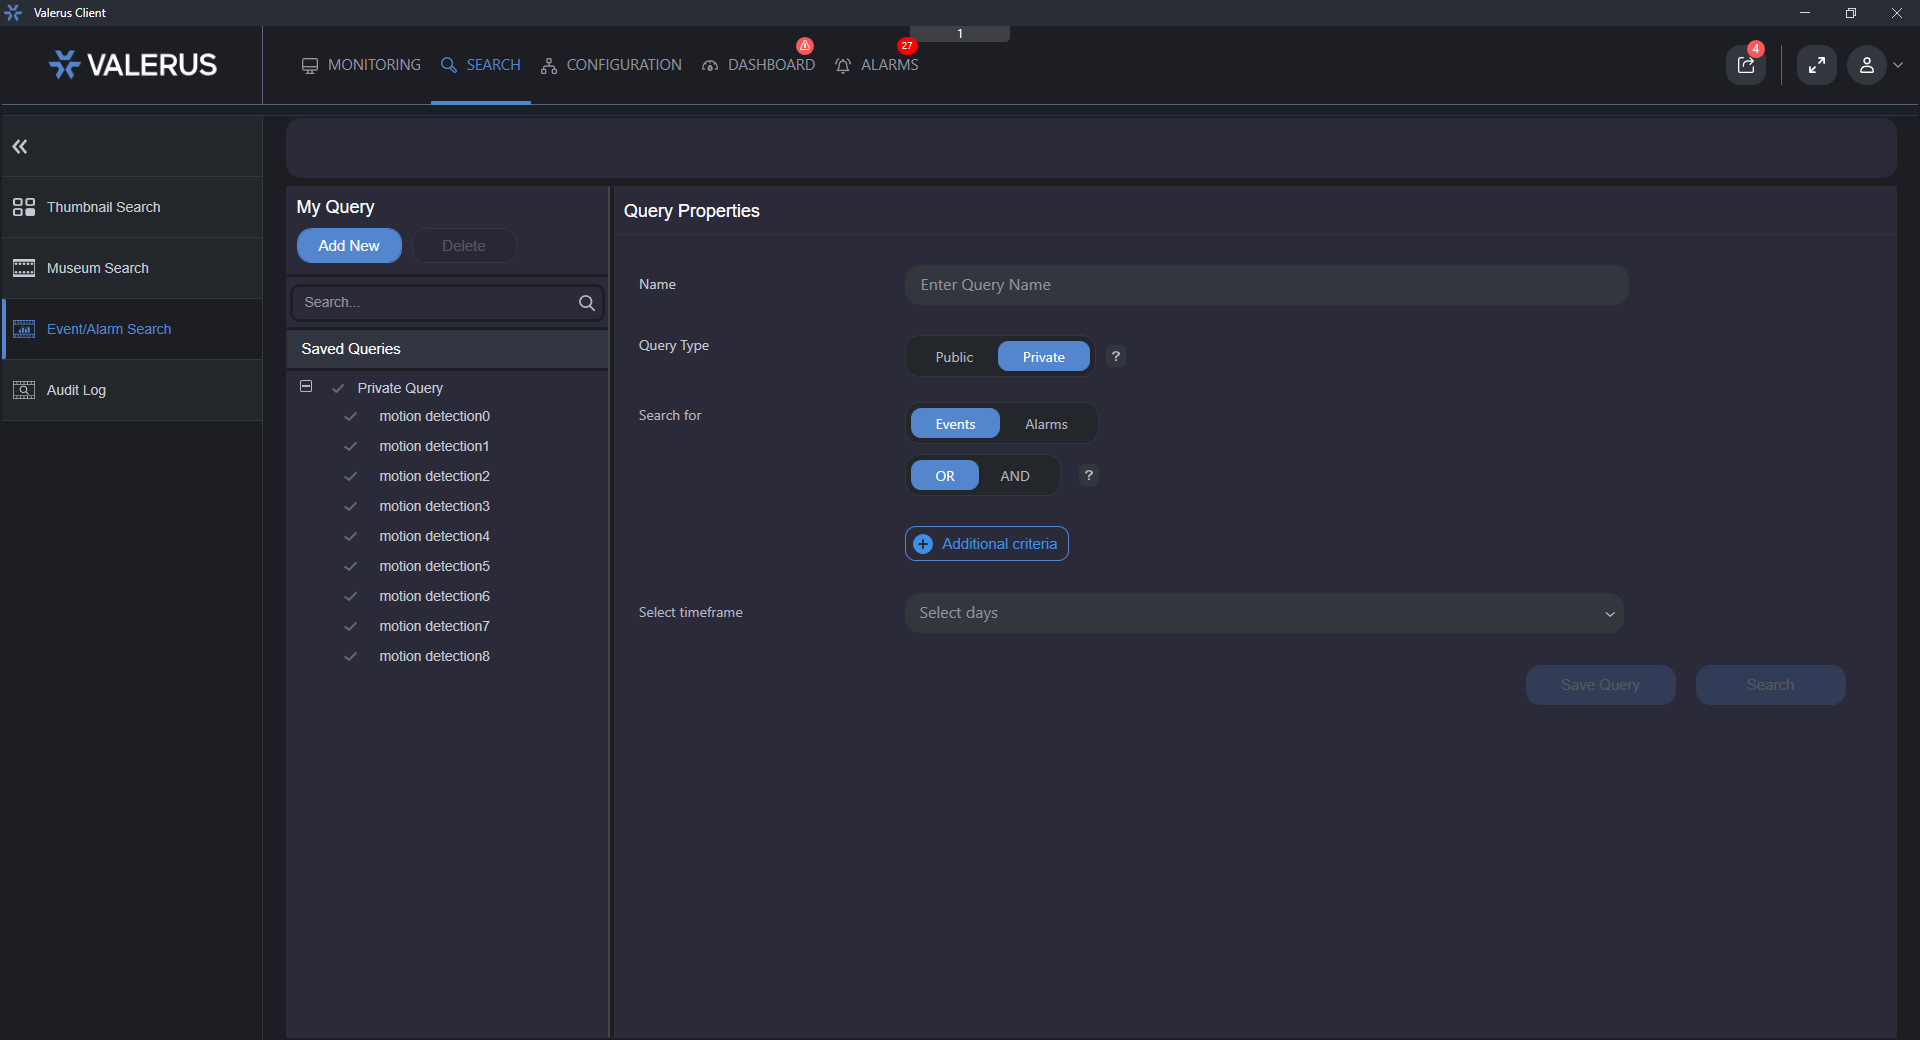 Valerus Client
1
VALERUS
MONITORING
SEARCH
CONFIGURATION
DASHBOARD
27
ALARMS
4
Thumbnail Search
Museum Search
Event/Alarm Search
Audit Log
My Query
Add New
Delete
Search...
Saved Queries
Private Query
motion detection0
motion detection1
motion detection2
motion detection3
motion detection4
motion detection5
motion detection6
motion detection7
motion detection8
Query Properties
Name
Enter Query Name
Query Type
Public
Private
?
Search for
Events
Alarms
OR
AND
?
Additional criteria
Select timeframe
Select days
Save Query
Search